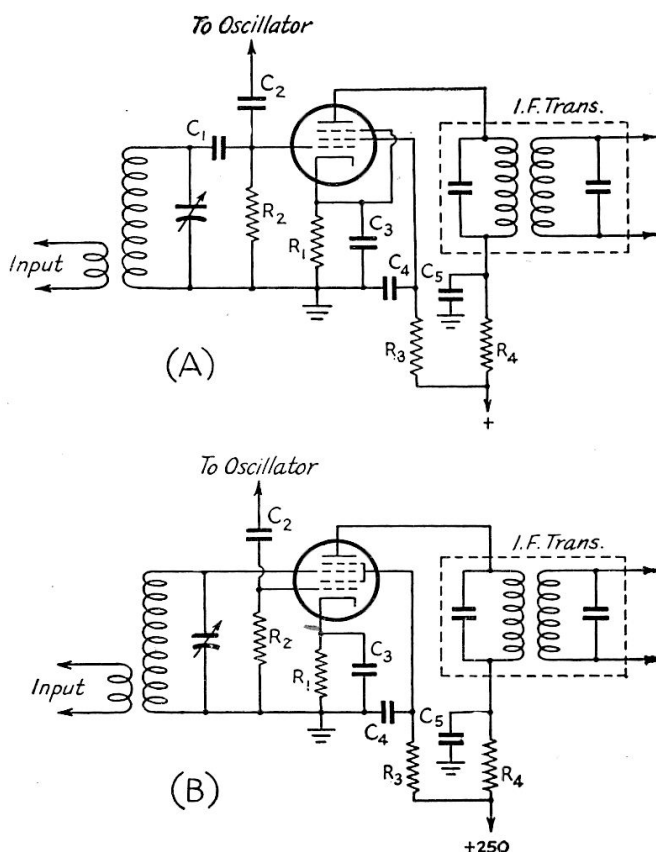 To Oscillator
C2
I.F. Trans.
C1
R2
R1
C3
C4
C5
Input
R3
R4
(A)
+
To Oscillator
C2
I.F. Trans.
R2
C3
R1
Input
C4
C5
R3
R4
(B)
+250